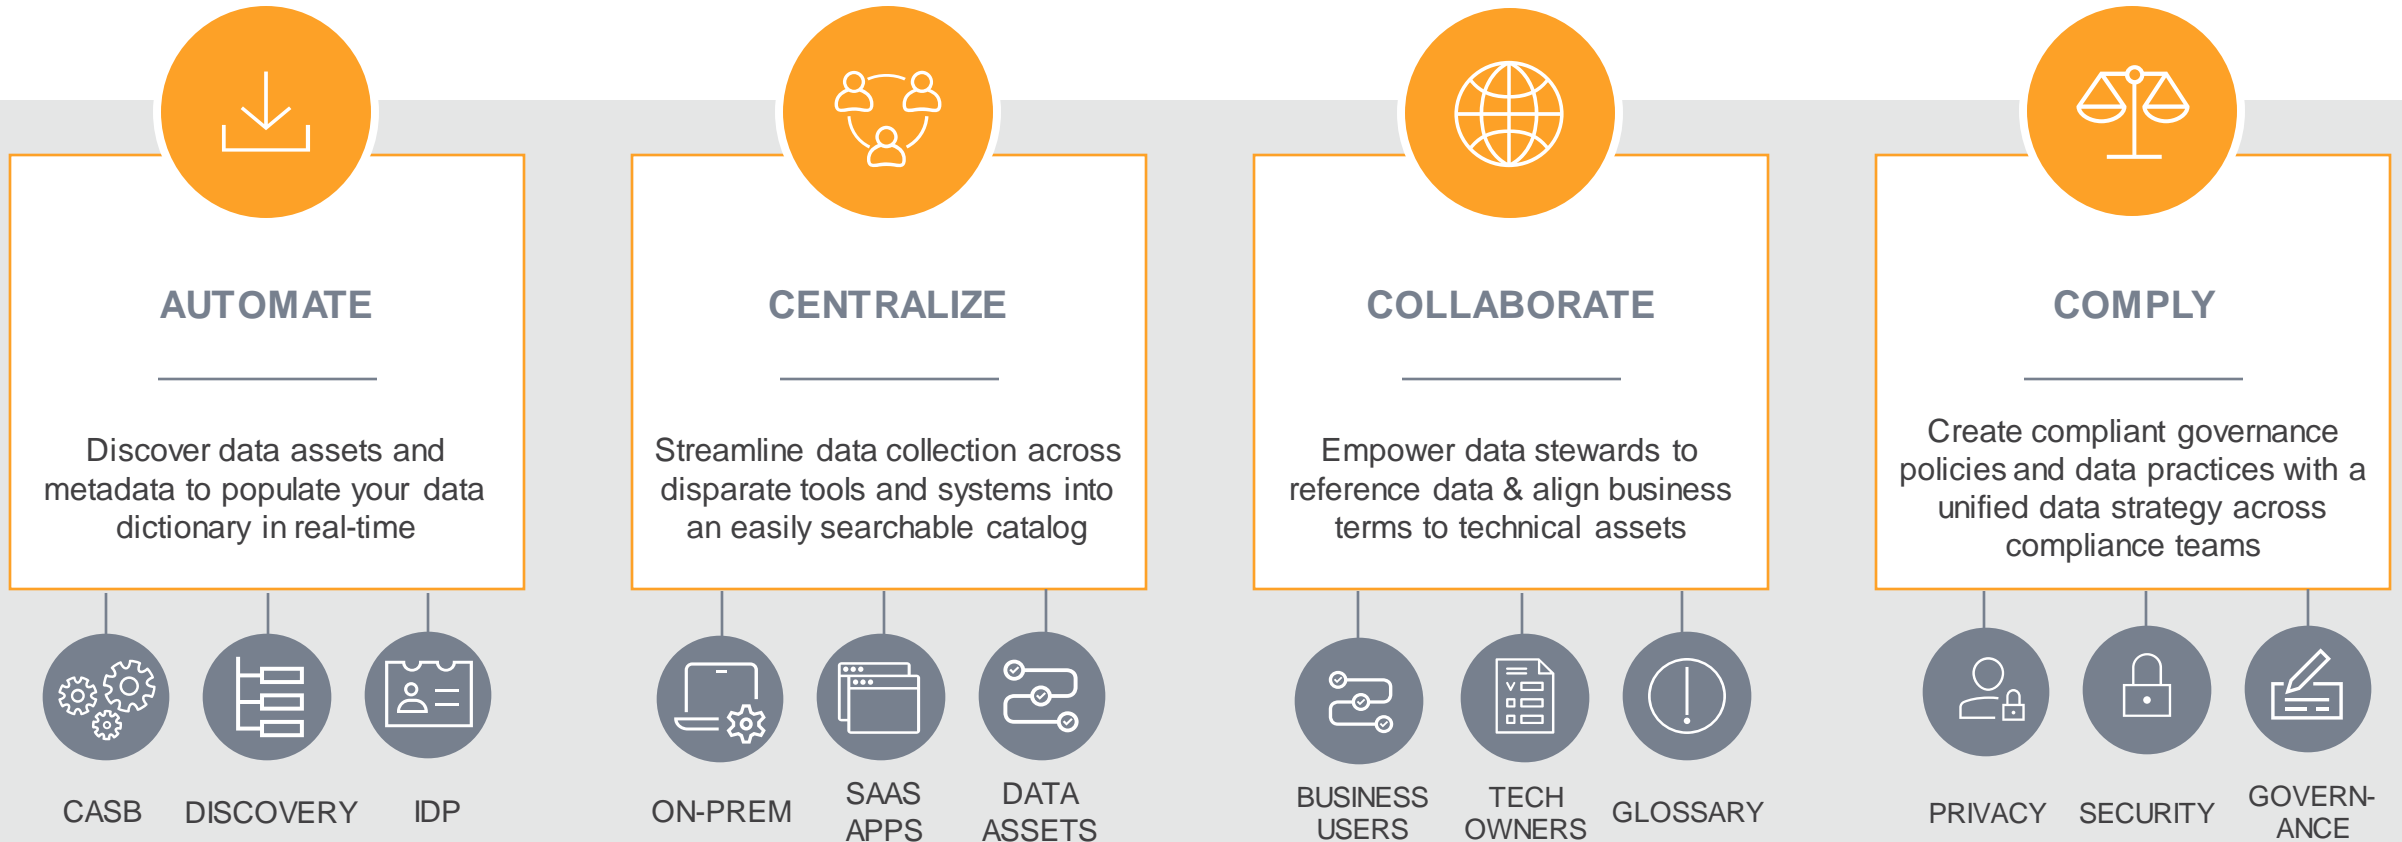 AUTOMATE
Discover data assets and
metadata to populate your data
dictionary in real-time
CASB
DISCOVERY
IDP
CENTRALIZE
Streamline data collection across
disparate tools and systems into
an easily searchable catalog
ON-PREM
SAAS
APPS
DATA
ASSETS
COLLABORATE
Empower data stewards to
reference data & align business
terms to technical assets
BUSINESS
USERS
TECH
OWNERS
GLOSSARY
COMPLY
Create compliant governance
policies and data practices with a
unified data strategy across
compliance teams
PRIVACY
SECURITY
GOVERN-
ANCE